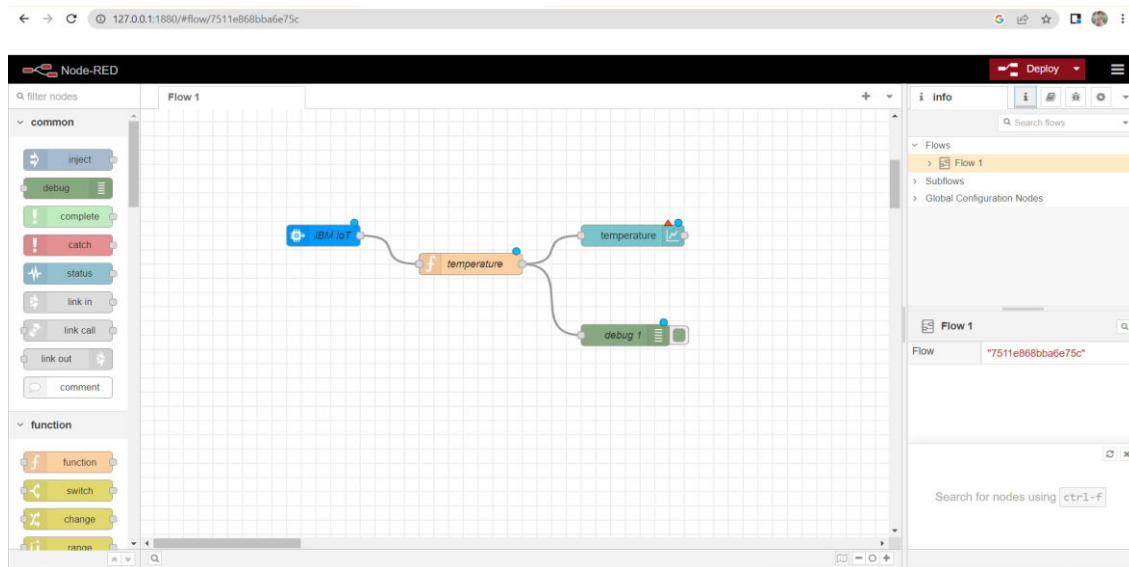 127.0.0.1:1880/#flow/7511e868bba6e75c
Node-RED
Deploy
filter nodes
Flow 1
info
i
Search flows
common
inject
debug
complete
catch
status
link in
link call
link out
comment
function
function
switch
change
range
IBM IoT
temperature
temperature
debug 1
Flows
Flow 1
Subflows
Global Configuration Nodes
Flow 1
Flow
"7511e868bba6e75c"
Search for nodes using ctrl-f